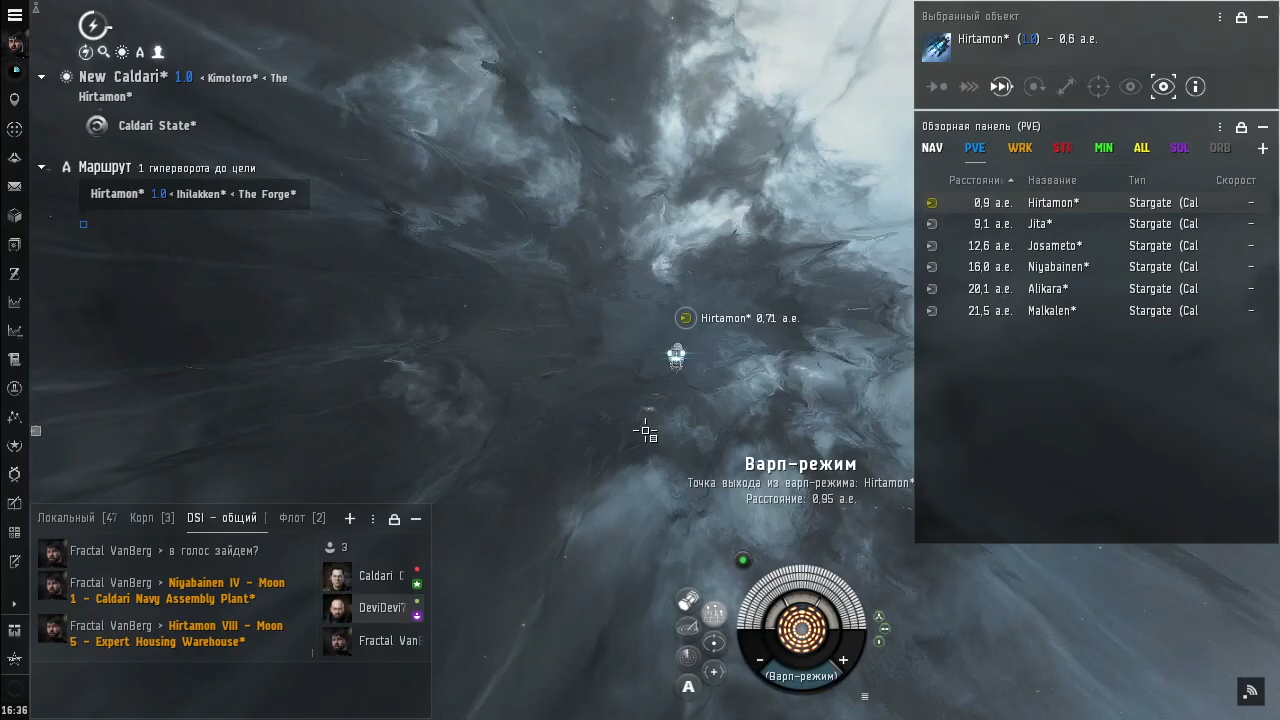 New Caldari* 1.0 < Kimotoro* < The
Hirtamon*
Caldari State*
Маршрут 1 гиперворота до цели
Hirtamon* 1.0 < Ihilakken* < The Forge*
Выбранный объект
Hirtamon* (1.0) - 0,6 а.е.
Обзорная панель (PVE)
NAV PVE WRK MIN ALL SOL ORB
Название Тип Скорост
0,9 а.е. Hirtamon* Stargate (Cal –
9,1 а.е. Jita* Stargate (Cal –
12,6 а.е. Josameto* Stargate (Cal –
16,0 а.е. Niyabainen* Stargate (Cal –
20,1 а.е. Alikara* Stargate (Cal –
21,5 а.е. Malkalen* Stargate (Cal –
Hirtamon* 0,71 а.е.
Варп-режим
Точка выхода из варп-режима: Hirtamon*
Расстояние: 0,95 а.е.
Локальный [47 Корп [3] DSI - общий [ Флот [2]
Fractal VanBerg > в голос зайдем?
Fractal VanBerg > Niyabainen IV - Moon
1 - Caldari Navy Assembly Plant*
Fractal VanBerg > Hirtamon VIII - Moon
5 - Expert Housing Warehouse*
3
Caldari
DeviDevi
Fractal Van
(Варп-режим)
A
16:36